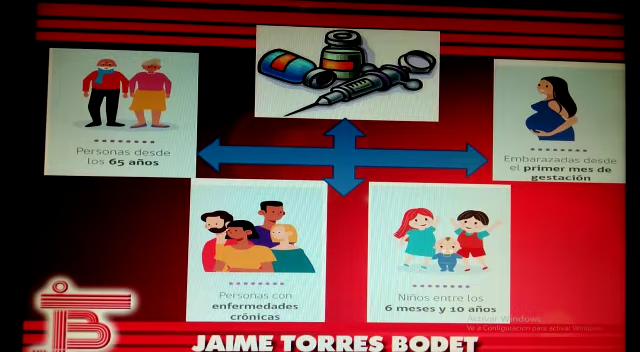 Personas desde
los 65 años
Embarazadas desde
el primer mes de
gestación
Personas con
enfermedades
crónicas
Niños entre los
6 meses y 10 años
Activar Windows
Ve a Configuración para activar Windows.
JAIME TORRES BODET